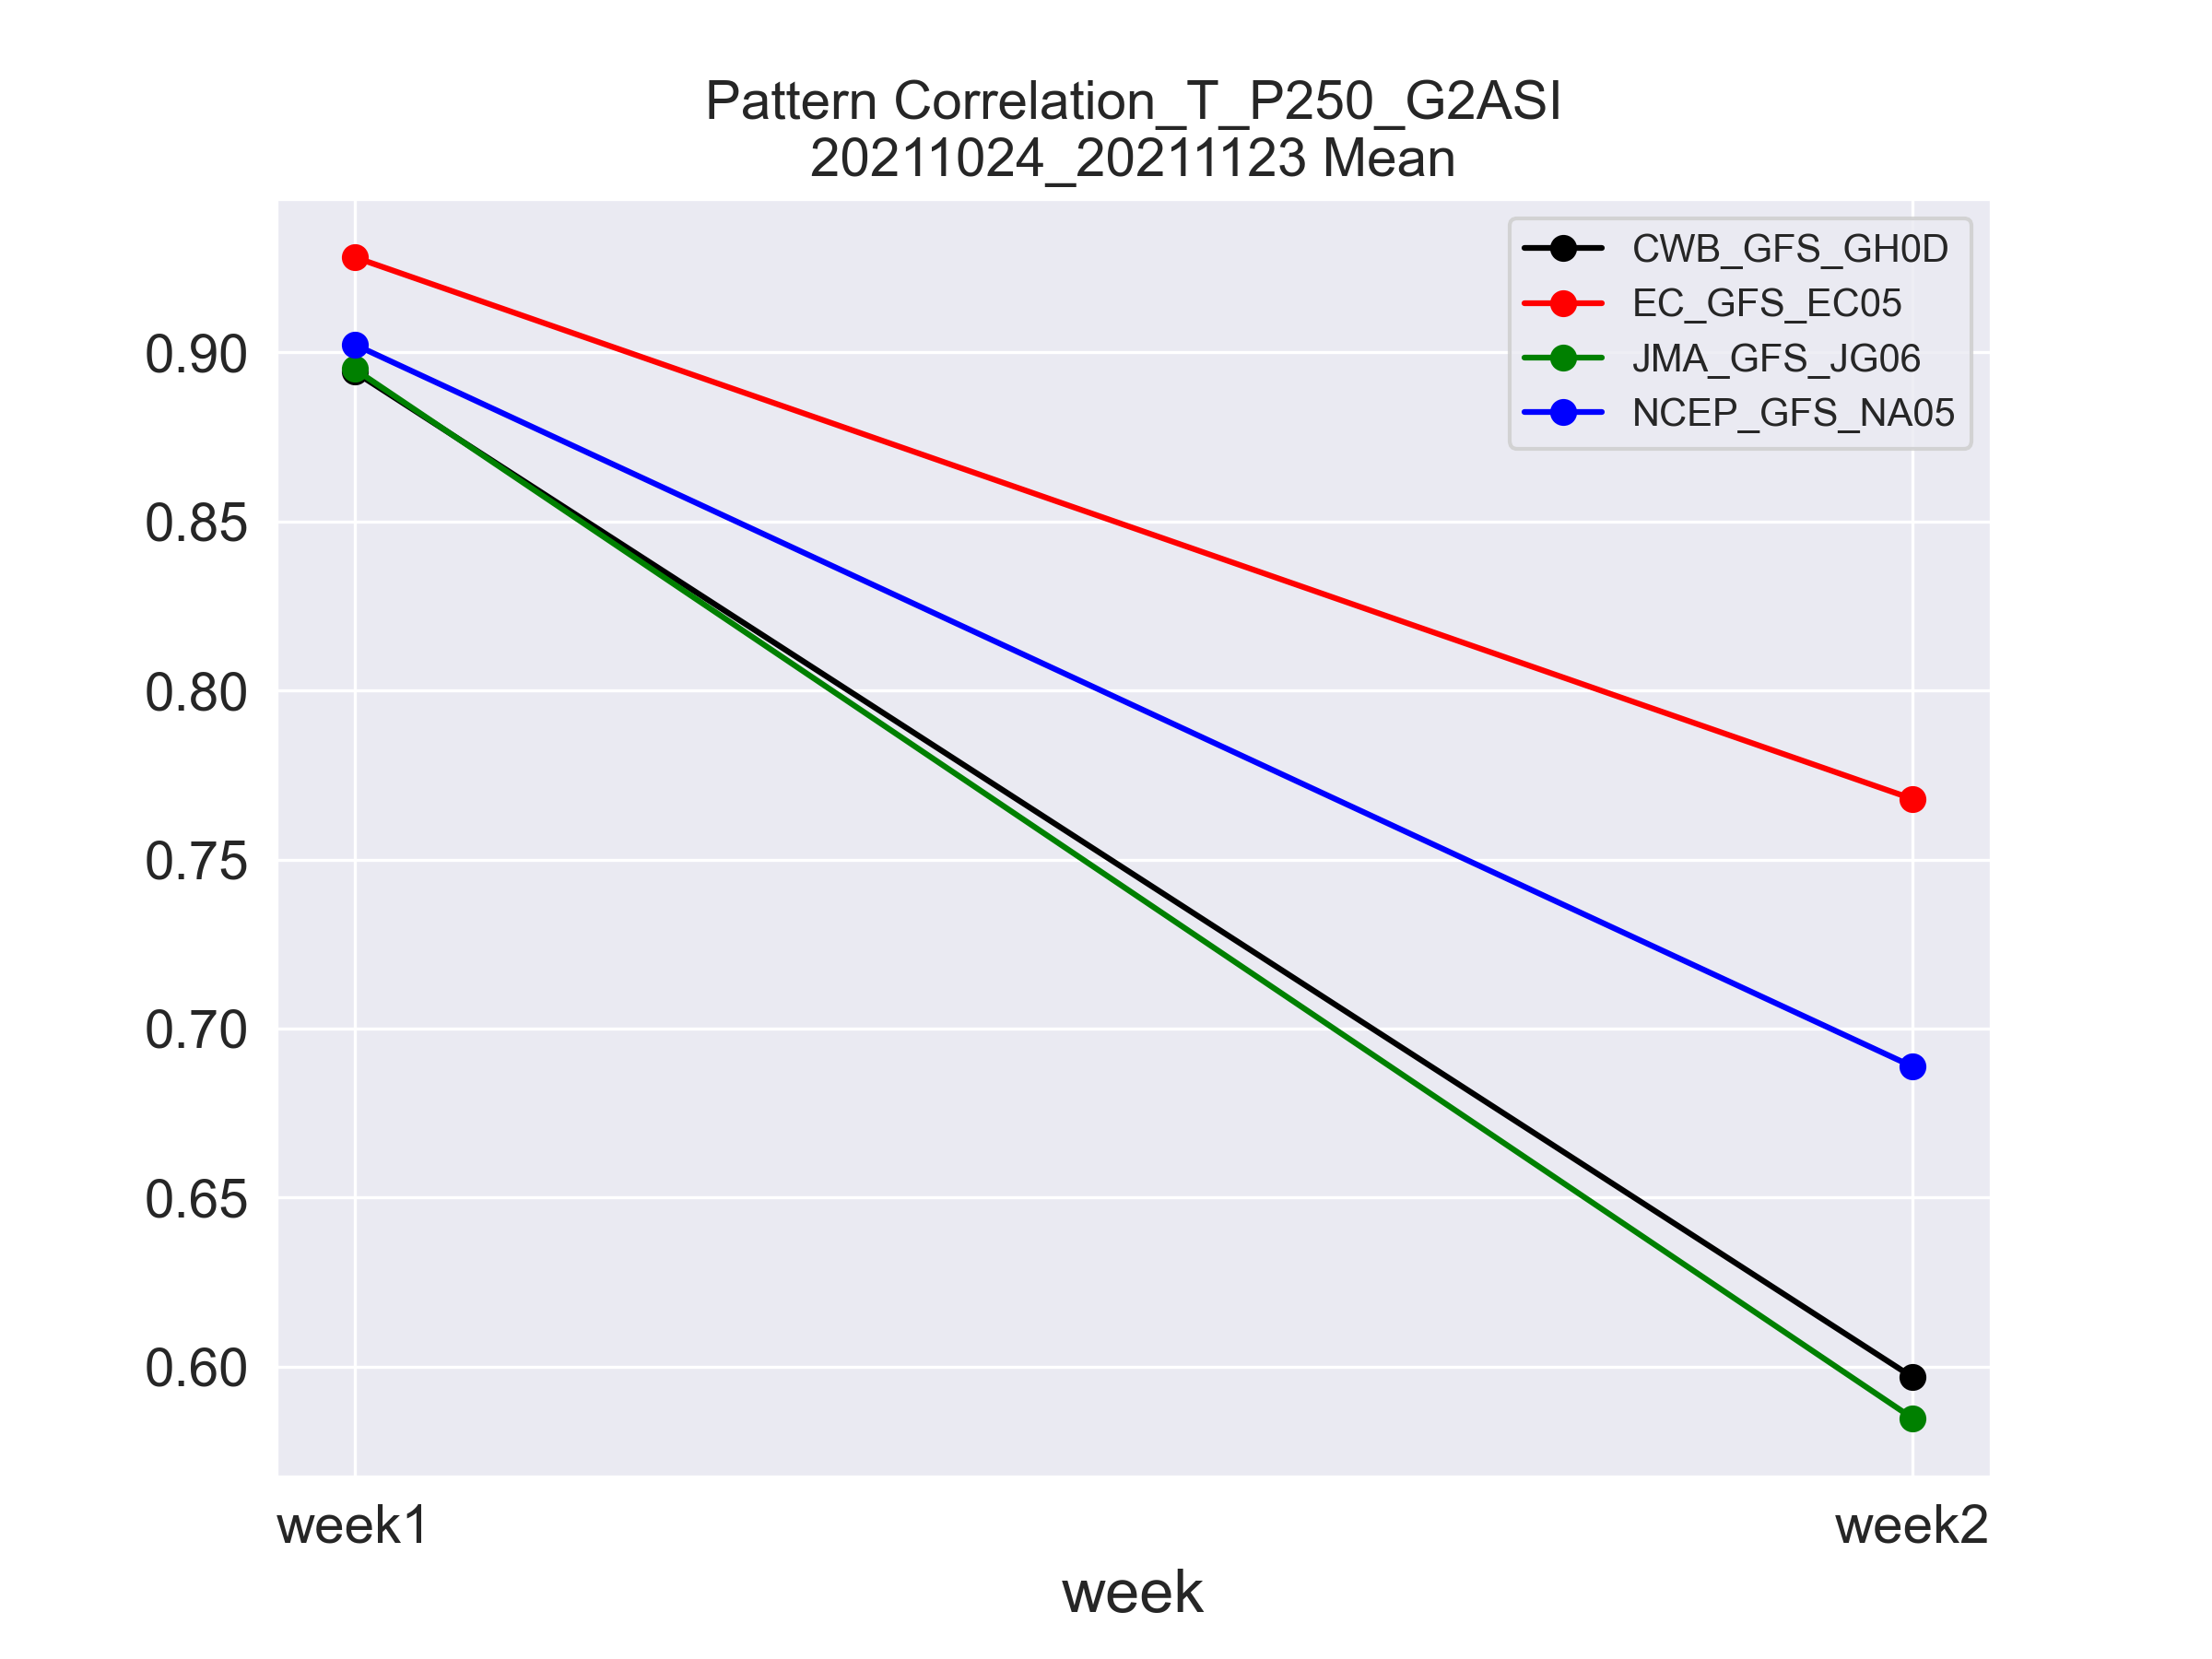 Pattern Correlation_T_P250_G2ASI
20211024_20211123 Mean
CWB_GFS_GH0D
EC_GFS_EC05
JMA_GFS_JG06
NCEP_GFS_NA05
0.90
0.85
0.80
0.75
0.70
0.65
0.60
week1
week2
week